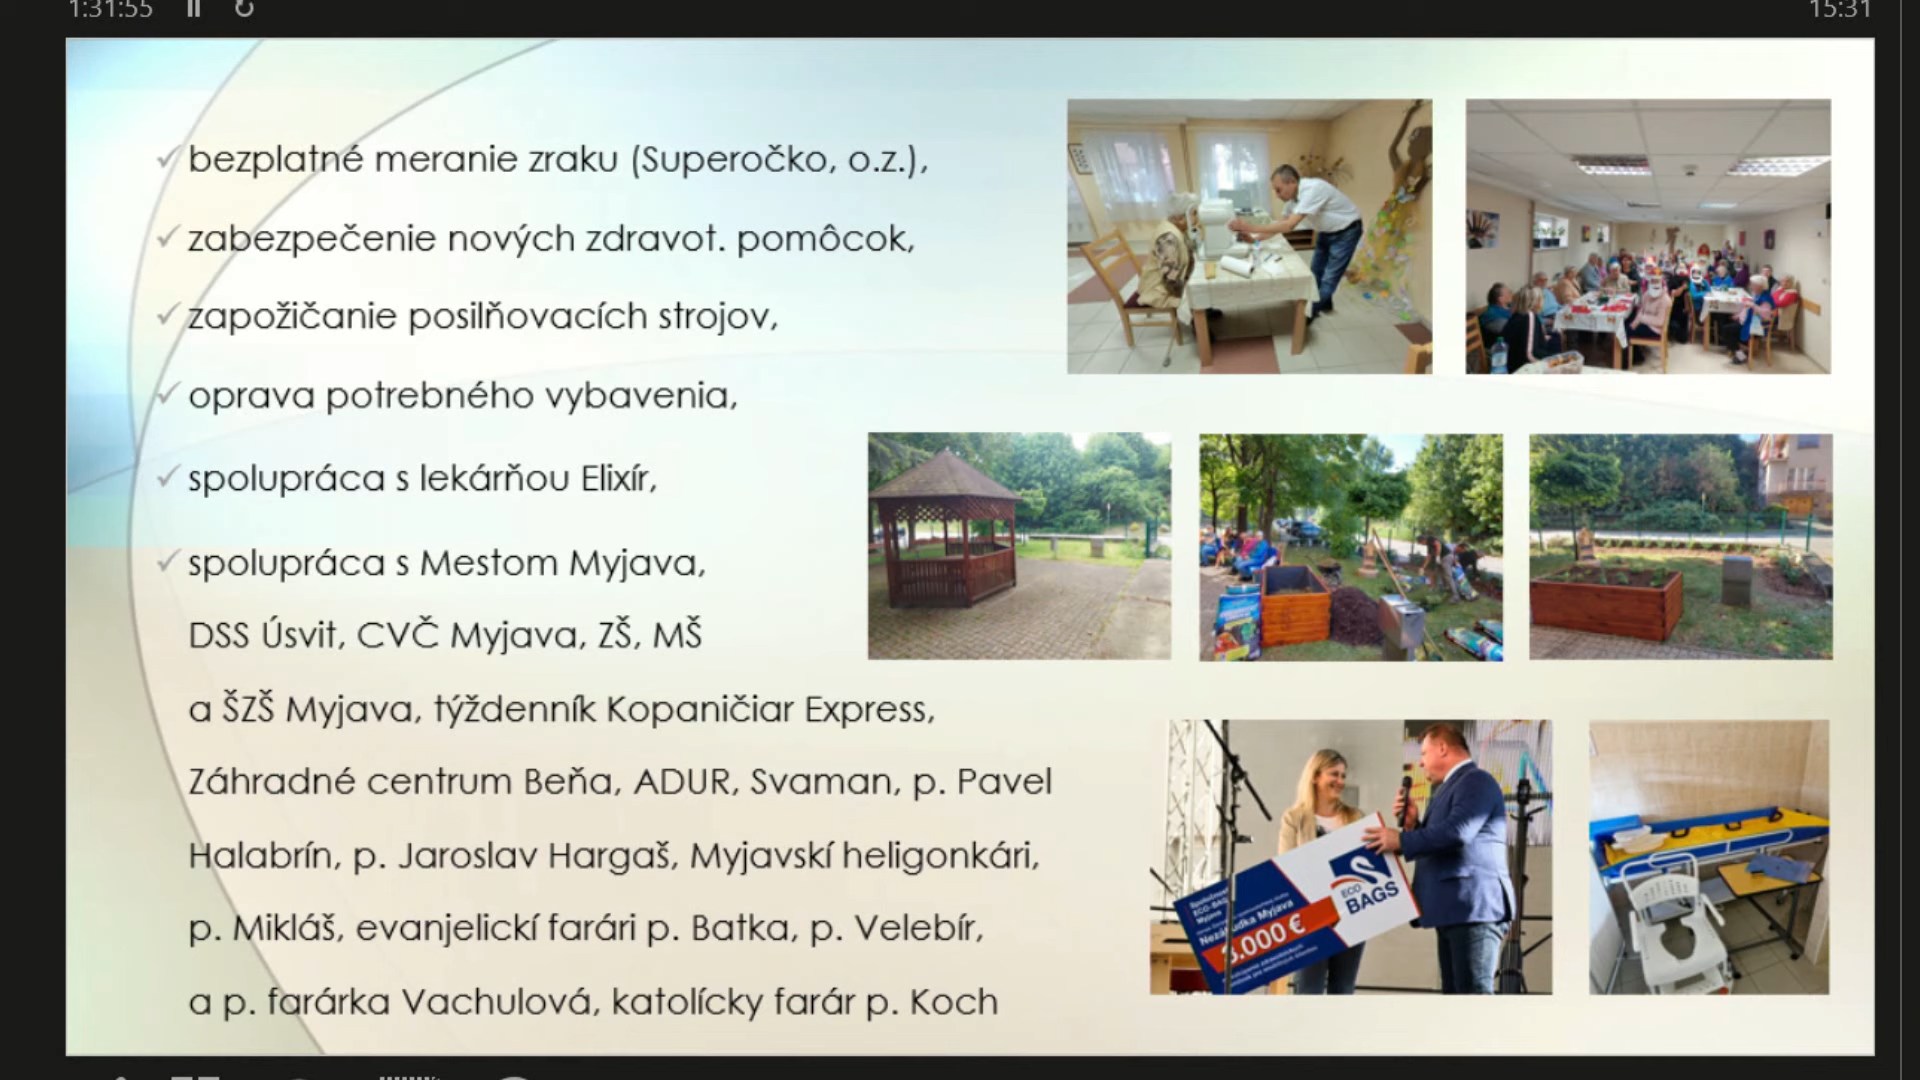 1:31:55
15:31
bezplatné meranie zraku (Superočko, o.z.),
zabezpečenie nových zdravot. pomôcok,
zapožičanie posilňovacích strojov,
oprava potrebného vybavenia,
spolupráca s lekárňou Elixír,
spolupráca s Mestom Myjava,
DSS Úsvit, CVČ Myjava, ZŠ, MŠ
a ŠZŠ Myjava, týždenník Kopaničiar Express,
Záhradné centrum Beňa, ADUR, Svaman, p. Pavel
Halabrín, p. Jaroslav Hargaš, Myjavskí heligonkári,
p. Mikláš, evanjelickí farári p. Batka, p. Velebír,
a p. farárka Vachulová, katolícky farár p. Koch
ECO
BAGS
Myjava
3.000 €